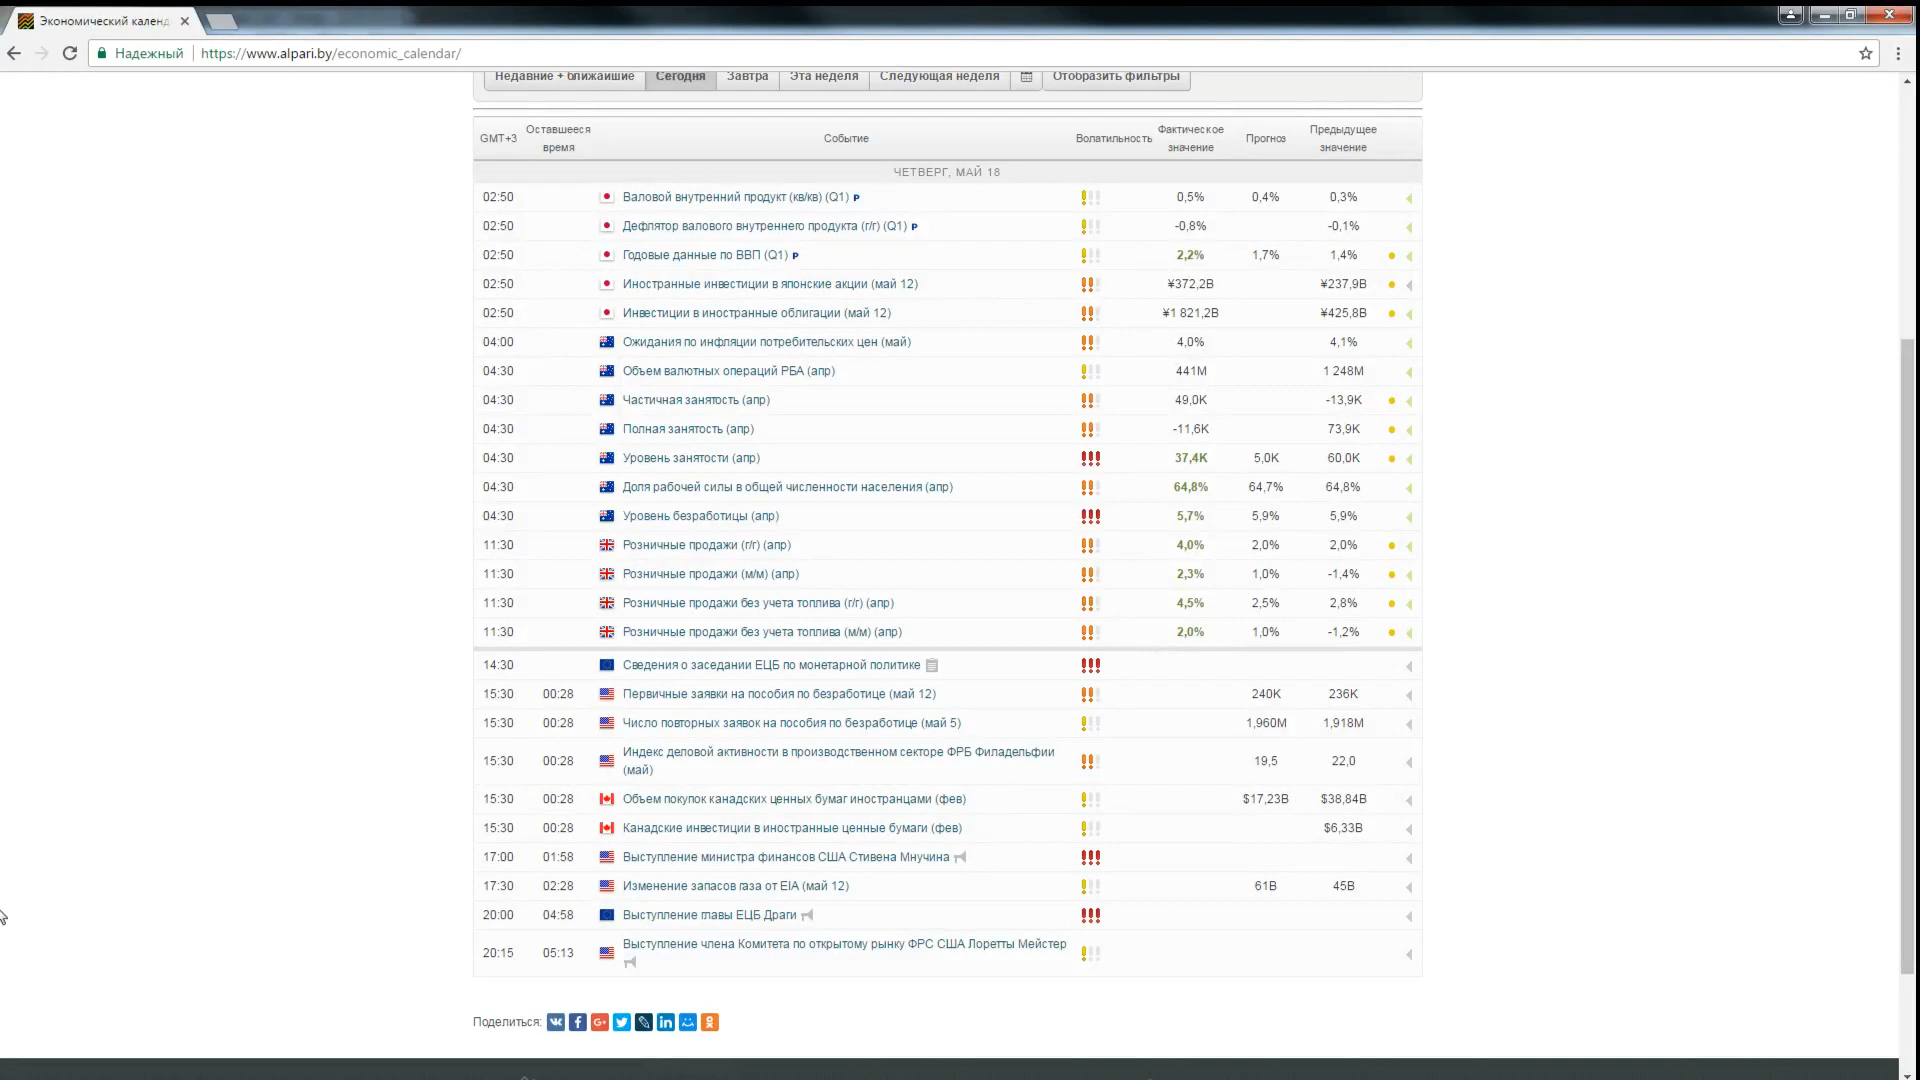 Экономический календ
Надежный https://www.alpari.by/economic_calendar/
Недавние + ближайшие Сегодня Завтра Эта неделя Следующая неделя Отобразить фильтры
GMT+3 Оставшееся время Событие Волатильность Фактическое значение Прогноз Предыдущее значение
ЧЕТВЕРГ, МАЙ 18
02:50 Валовой внутренний продукт (кв/кв) (Q1) P 0,5% 0,4% 0,3%
02:50 Дефлятор валового внутреннего продукта (г/г) (Q1) P -0,8% -0,1%
02:50 Годовые данные по ВВП (Q1) P 2,2% 1,7% 1,4%
02:50 Иностранные инвестиции в японские акции (май 12) ¥372,2B ¥237,9B
02:50 Инвестиции в иностранные облигации (май 12) ¥1 821,2B ¥425,8B
04:00 Ожидания по инфляции потребительских цен (май) 4,0% 4,1%
04:30 Объем валютных операций РБА (апр) 441M 1 248M
04:30 Частичная занятость (апр) 49,0K -13,9K
04:30 Полная занятость (апр) -11,6K 73,9K
04:30 Уровень занятости (апр) 37,4K 5,0K 60,0K
04:30 Доля рабочей силы в общей численности населения (апр) 64,8% 64,7% 64,8%
04:30 Уровень безработицы (апр) 5,7% 5,9% 5,9%
11:30 Розничные продажи (г/г) (апр) 4,0% 2,0% 2,0%
11:30 Розничные продажи (м/м) (апр) 2,3% 1,0% -1,4%
11:30 Розничные продажи без учета топлива (г/г) (апр) 4,5% 2,5% 2,8%
11:30 Розничные продажи без учета топлива (м/м) (апр) 2,0% 1,0% -1,2%
14:30 Сведения о заседании ЕЦБ по монетарной политике
15:30 00:28 Первичные заявки на пособия по безработице (май 12) 240K 236K
15:30 00:28 Число повторных заявок на пособия по безработице (май 5) 1,960M 1,918M
15:30 00:28 Индекс деловой активности в производственном секторе ФРБ Филадельфии
(май) 19,5 22,0
15:30 00:28 Объем покупок канадских ценных бумаг иностранцами (фев) $17,23B $38,84B
15:30 00:28 Канадские инвестиции в иностранные ценные бумаги (фев) $6,33B
17:00 01:58 Выступление министра финансов США Стивена Мнучина
17:30 02:28 Изменение запасов газа от EIA (май 12) 61B 45B
20:00 04:58 Выступление главы ЕЦБ Драги
20:15 05:13 Выступление члена Комитета по открытому рынку ФРС США Лоретты Мейстер
Поделиться: